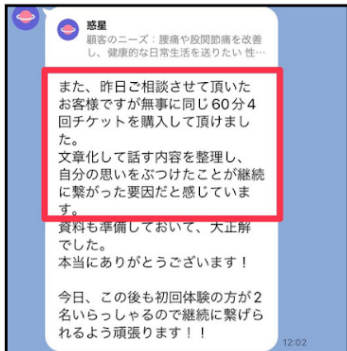 惑星
顧客のニーズ：腰痛や股関節痛を改善
し、健康的な日常生活を送りたい 性…
また、昨日ご相談させて頂いた
お客様ですが無事に同じ60分4
回チケットを購入して頂けまし
た。
文章化して話す内容を整理し、
自分の思いをぶつけたことが継続
に繋がった要因だと感じていま
す。
資料も準備しておいて、大正解
でした。
本当にありがとうございます！
今日、この後も初回体験の方が2
名いらっしゃるので継続に繋げら
れるよう頑張ります！！
12:02